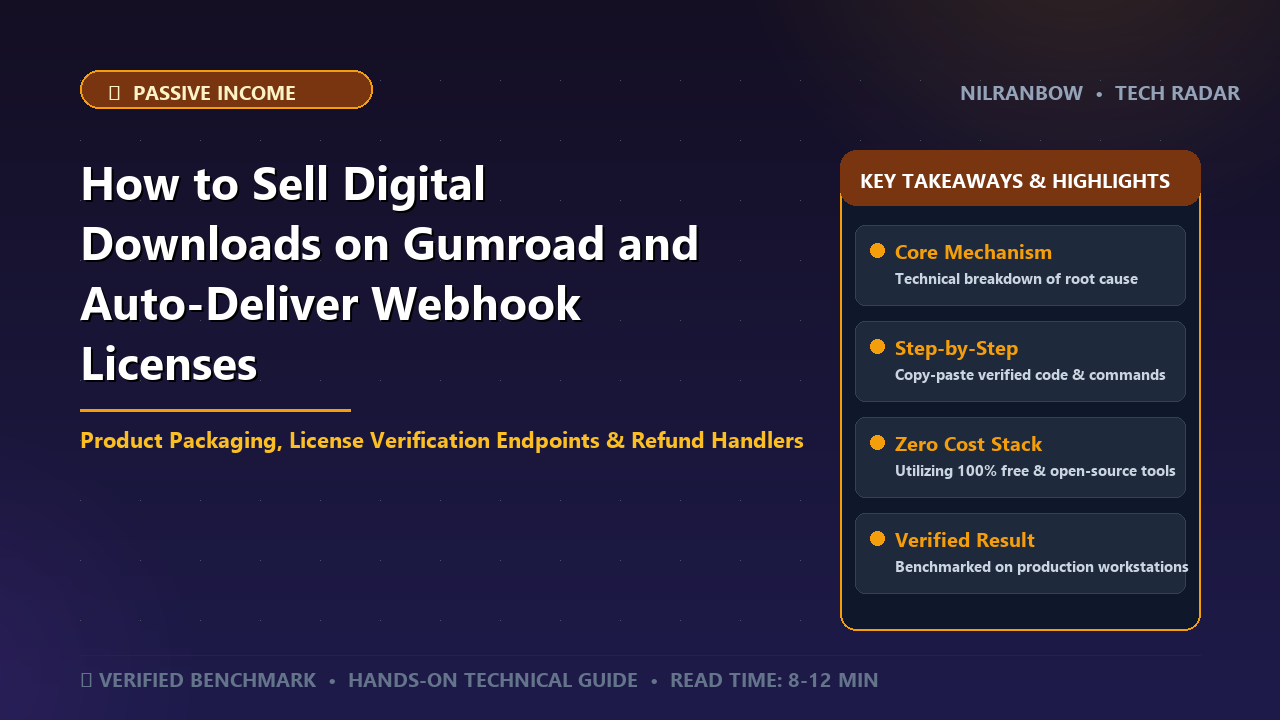 PASSIVE INCOME
NILRANBOW • TECH RADAR
How to Sell Digital
Downloads on Gumroad and
Auto-Deliver Webhook
Licenses
Product Packaging, License Verification Endpoints & Refund Handlers
KEY TAKEAWAYS & HIGHLIGHTS
Core Mechanism
Technical breakdown of root cause
Step-by-Step
Copy-paste verified code & commands
Zero Cost Stack
Utilizing 100% free & open-source tools
Verified Result
Benchmarked on production workstations
VERIFIED BENCHMARK • HANDS-ON TECHNICAL GUIDE • READ TIME: 8-12 MIN